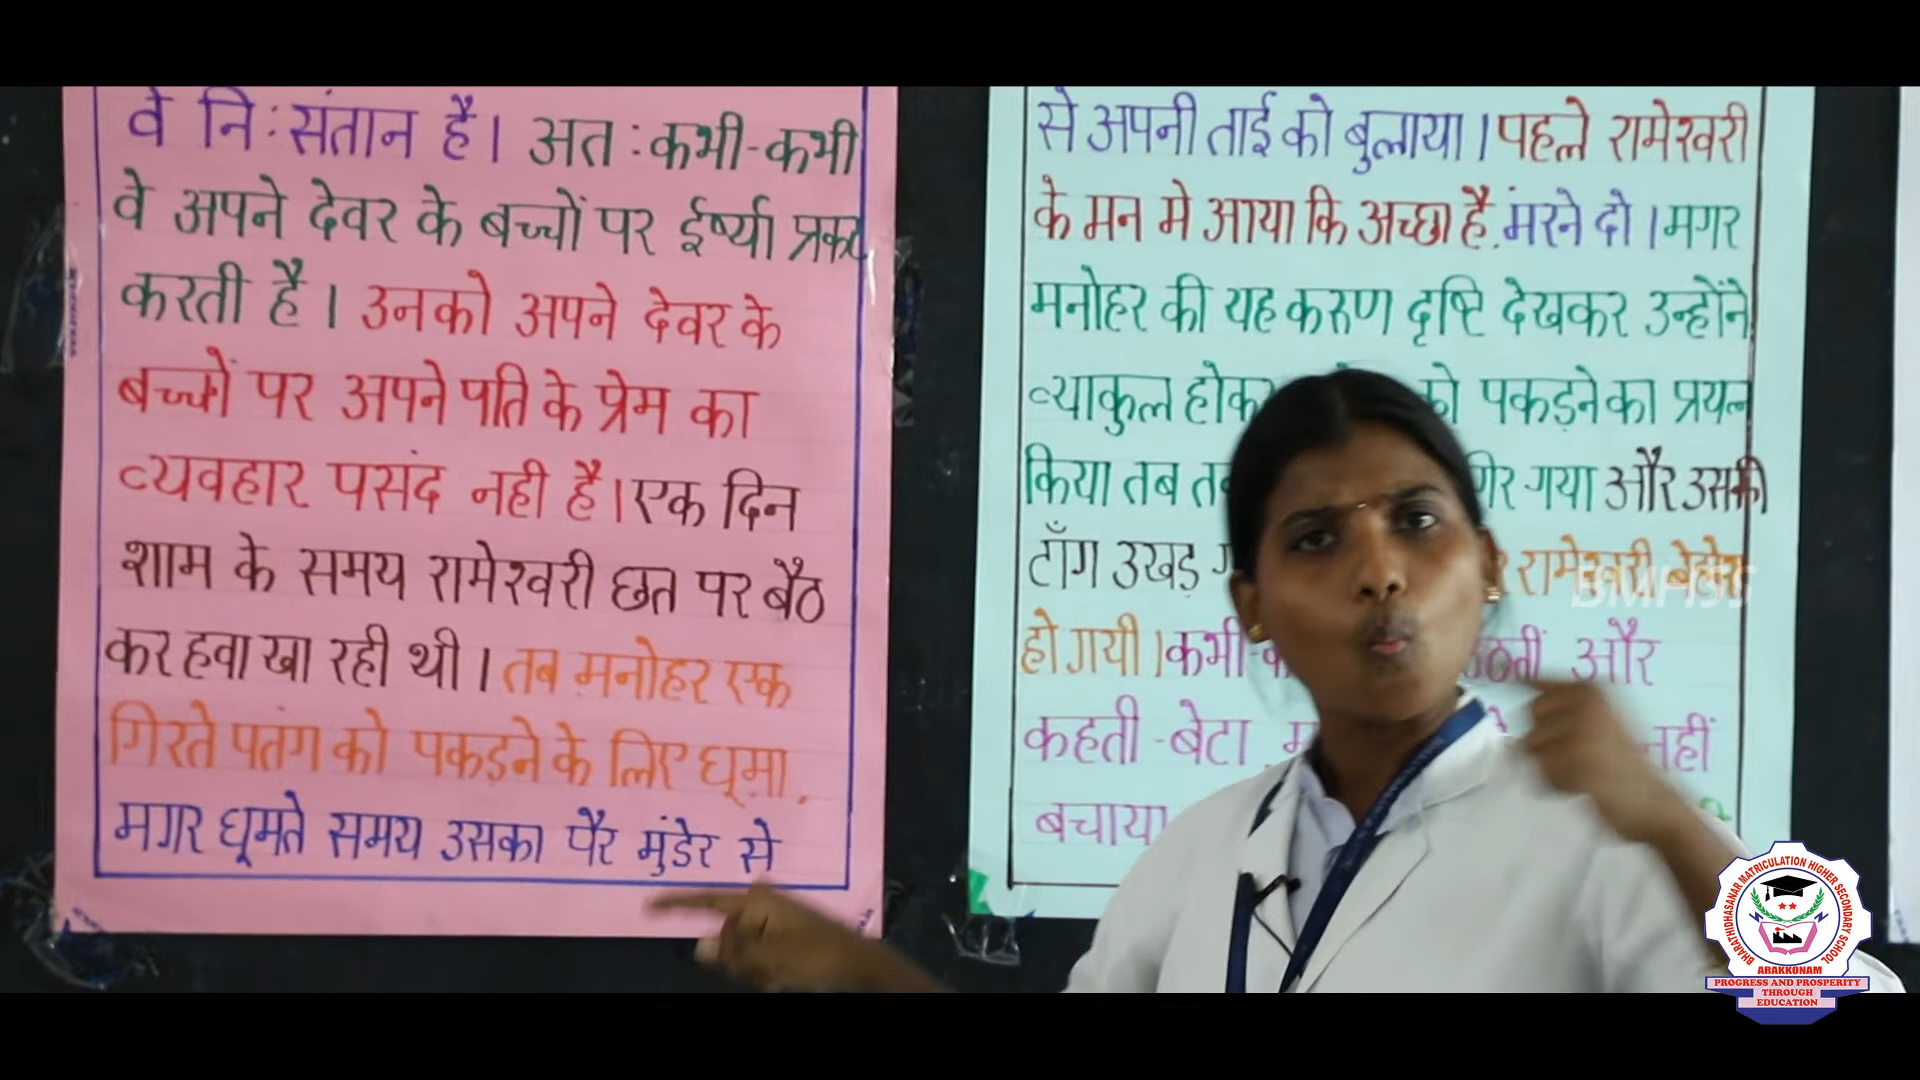 वे नि:संतान है। अत:कभी-कभी
वे अपने देवर के बच्चों पर ईर्ष्या प्रकट
करती है। उनको अपने देवर के
बच्चों पर अपने पति के प्रेम का
व्यवहार पसंद नही है।एक दिन
शाम के समय रामेश्वरी छत पर बैठ
कर हवा खा रही थी। तब मनोहर एक
गिरते पतंग को पकड़ने के लिए घूमा,
मगर घूमते समय उसका पैर मुंडेर से
से अपनी ताई को बुलाया।पहले रामेश्वरी
के मन मे आया कि अच्छा है, मरने दो।मगर
मनोहर की यह करुण दृष्टि देखकर उन्होंने
व्याकुल को पकड़ने का प्रयत्न
किया तब गया और उसकी
टाँग उखड़ रामेश्वरी बेहोश
हो गयी।कभी और
कहती -बेटा नहीं
बचाया
BMHSS
BHARATHIDHASANAR MATRICULATION HIGHER SECONDARY SCHOOL
ARAKKONAM
PROGRESS AND PROSPERITY
THROUGH
EDUCATION